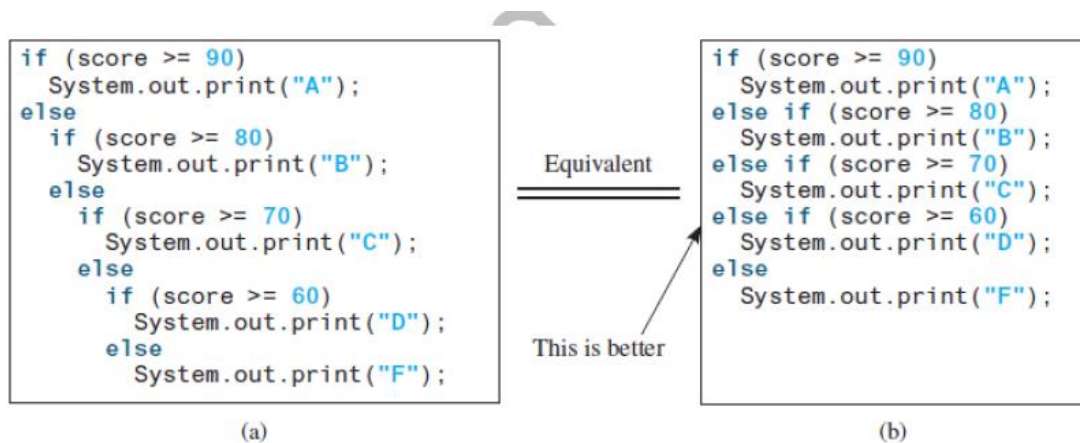 if (score >= 90)
System.out.print("A");
else
if (score >= 80)
System.out.print("B");
else
if (score >= 70)
System.out.print("C");
else
if (score >= 60)
System.out.print("D");
else
System.out.print("F");
(a)
Equivalent
This is better
if (score >= 90)
System.out.print("A");
else if (score >= 80)
System.out.print("B");
else if (score >= 70)
System.out.print("C");
else if (score >= 60)
System.out.print("D");
else
System.out.print("F");
(b)